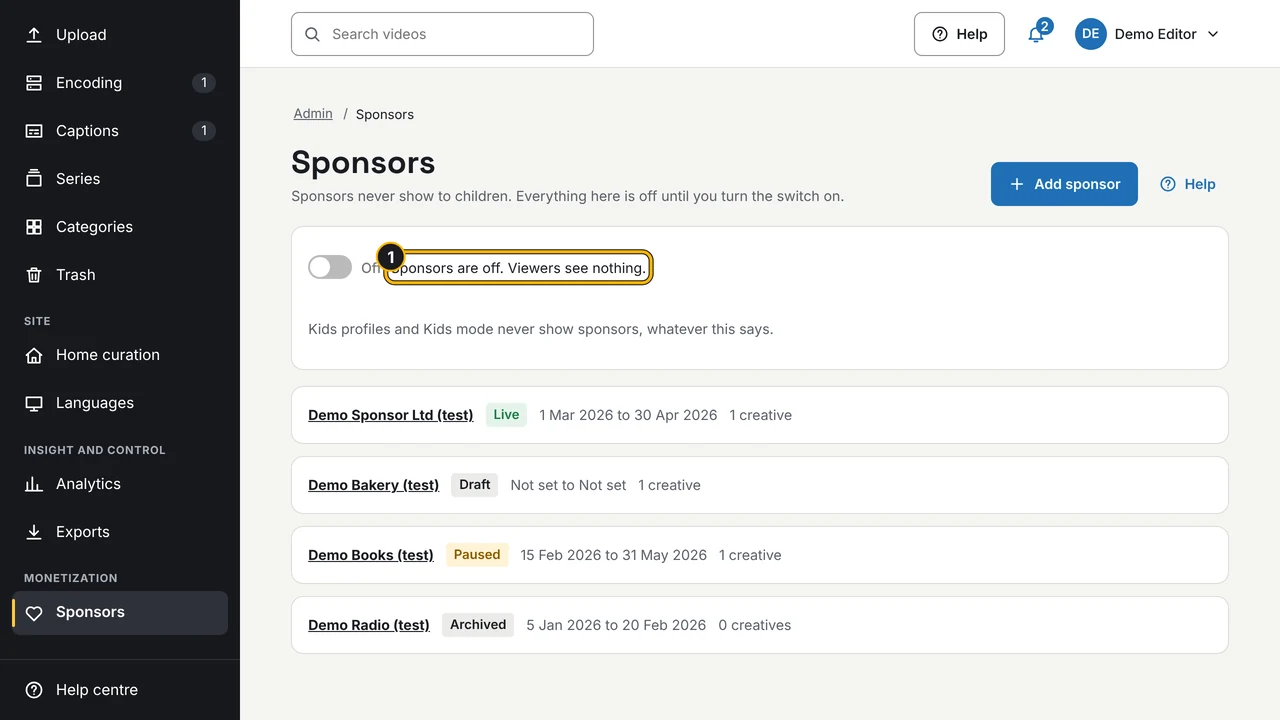 Upload
Encoding 1
Captions 1
Series
Categories
Trash
SITE
Home curation
Languages
INSIGHT AND CONTROL
Analytics
Exports
MONETIZATION
Sponsors
Help centre
Search videos
Help
2
DE Demo Editor
Admin / Sponsors
Sponsors
Sponsors never show to children. Everything here is off until you turn the switch on.
Add sponsor
Help
1
Sponsors are off. Viewers see nothing.
Kids profiles and Kids mode never show sponsors, whatever this says.
Demo Sponsor Ltd (test) Live 1 Mar 2026 to 30 Apr 2026 1 creative
Demo Bakery (test) Draft Not set to Not set 1 creative
Demo Books (test) Paused 15 Feb 2026 to 31 May 2026 1 creative
Demo Radio (test) Archived 5 Jan 2026 to 20 Feb 2026 0 creatives